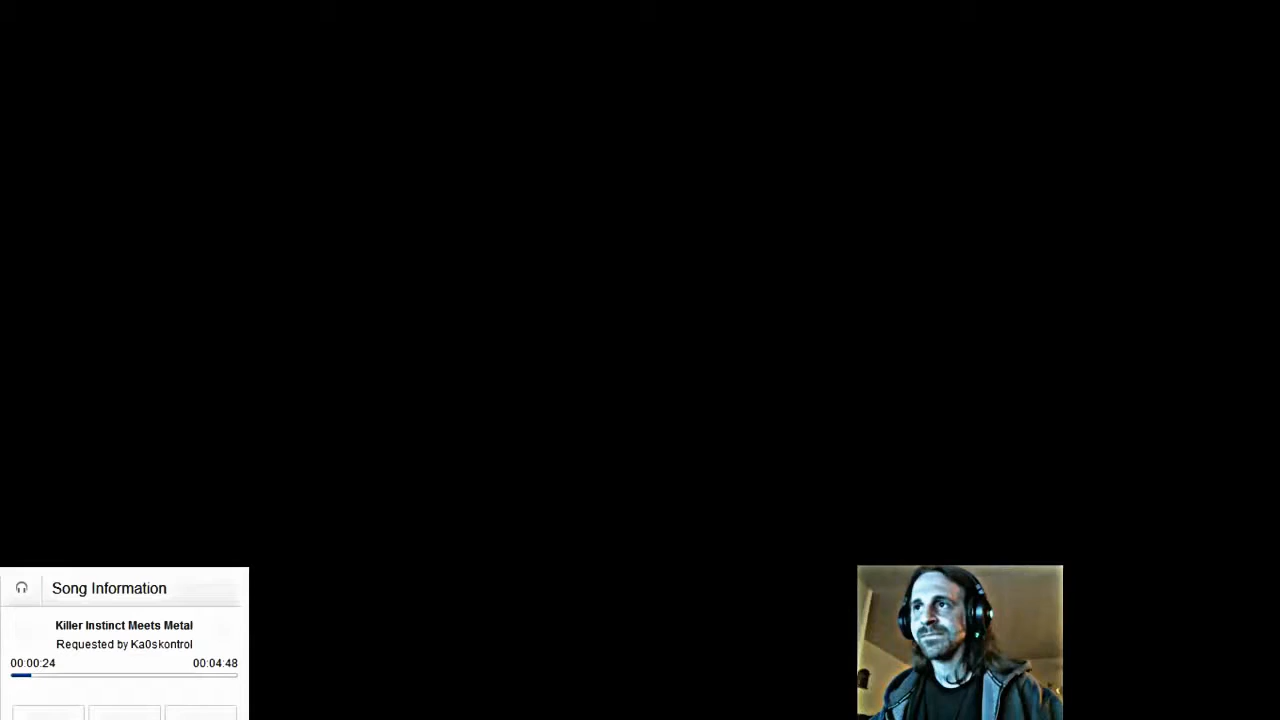 Song Information
Killer Instinct Meets Metal
Requested by Ka0skontrol
00:00:24 00:04:48